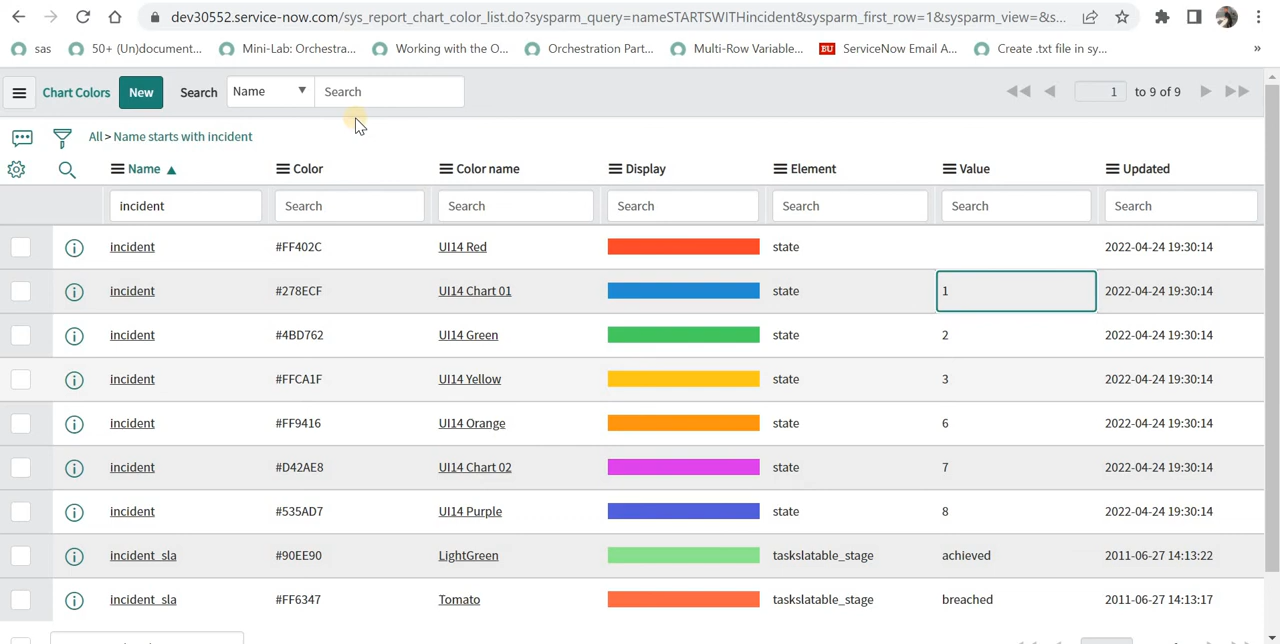 dev30552.service-now.com/sys_report_chart_color_list.do?sysparm_query=nameSTARTSWITHincident&sysparm_first_row=1&sysparm_view=&s...
sas 50+ (Un)document... Mini-Lab: Orchestra... Working with the O... Orchestration Part... Multi-Row Variable... BU ServiceNow Email A... Create .txt file in sy... »
Chart Colors New Search Name Search 1 to 9 of 9
All > Name starts with incident
Name Color Color name Display Element Value Updated
incident Search Search Search Search Search Search
incident #FF402C UI14 Red state 2022-04-24 19:30:14
incident #278ECF UI14 Chart 01 state 1 2022-04-24 19:30:14
incident #4BD762 UI14 Green state 2 2022-04-24 19:30:14
incident #FFCA1F UI14 Yellow state 3 2022-04-24 19:30:14
incident #FF9416 UI14 Orange state 6 2022-04-24 19:30:14
incident #D42AE8 UI14 Chart 02 state 7 2022-04-24 19:30:14
incident #535AD7 UI14 Purple state 8 2022-04-24 19:30:14
incident_sla #90EE90 LightGreen taskslatable_stage achieved 2011-06-27 14:13:22
incident_sla #FF6347 Tomato taskslatable_stage breached 2011-06-27 14:13:17